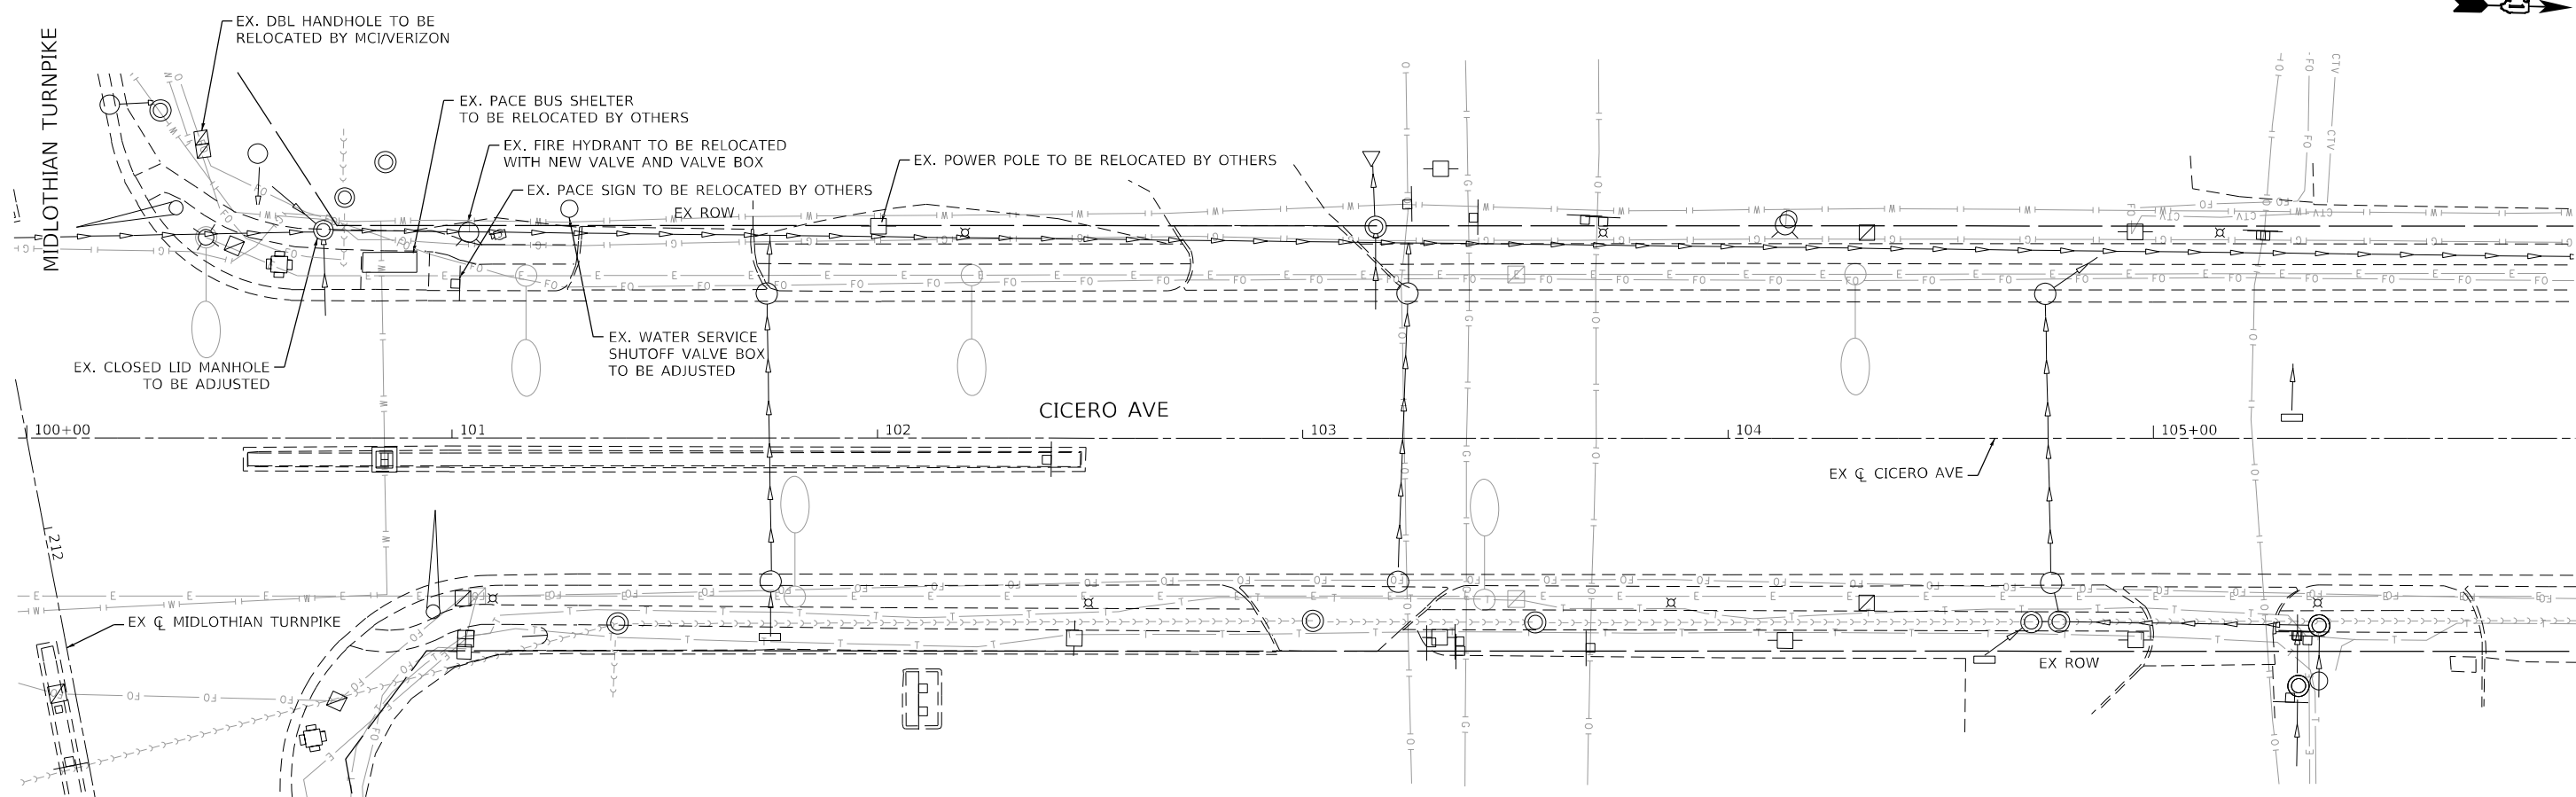 MIDLOTHIAN TURNPIKE
EX. DBL HANDHOLE TO BE
RELOCATED BY MCI/VERIZON
EX. PACE BUS SHELTER
TO BE RELOCATED BY OTHERS
EX. FIRE HYDRANT TO BE RELOCATED
WITH NEW VALVE AND VALVE BOX
EX. POWER POLE TO BE RELOCATED BY OTHERS
EX. PACE SIGN TO BE RELOCATED BY OTHERS
EX ROW
EX. WATER SERVICE
SHUTOFF VALVE BOX
TO BE ADJUSTED
EX. CLOSED LID MANHOLE
TO BE ADJUSTED
CICERO AVE
100+00
101
102
103
104
105+00
EX ℄ CICERO AVE
L212
EX ℄ MIDLOTHIAN TURNPIKE
EX ROW